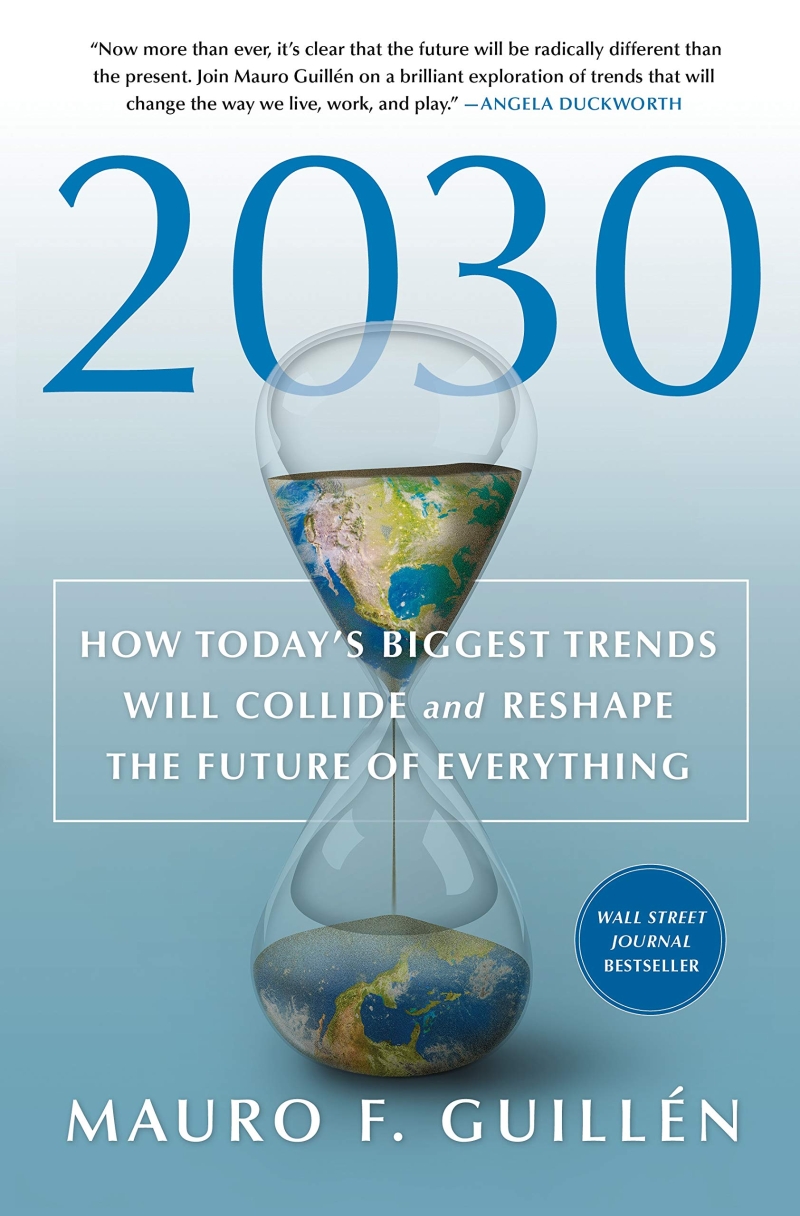 “Now more than ever, it’s clear that the future will be radically different than
the present. Join Mauro Guillén on a brilliant exploration of trends that will
change the way we live, work, and play.” —ANGELA DUCKWORTH
2030
HOW TODAY’S BIGGEST TRENDS
WILL COLLIDE and RESHAPE
THE FUTURE OF EVERYTHING
WALL STREET
JOURNAL
BESTSELLER
MAURO F. GUILLÉN